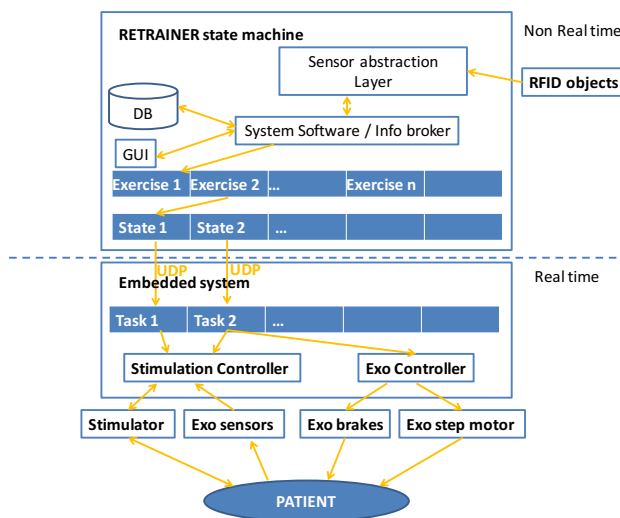 RETRAINER state machine
Non Real time
Sensor abstraction
Layer
RFID objects
DB
System Software / Info broker
GUI
Exercise 1 Exercise 2 ... Exercise n
State 1 State 2 ...
UDP UDP
Embedded system
Real time
Task 1 Task 2 ...
Stimulation Controller Exo Controller
Stimulator Exo sensors Exo brakes Exo step motor
PATIENT